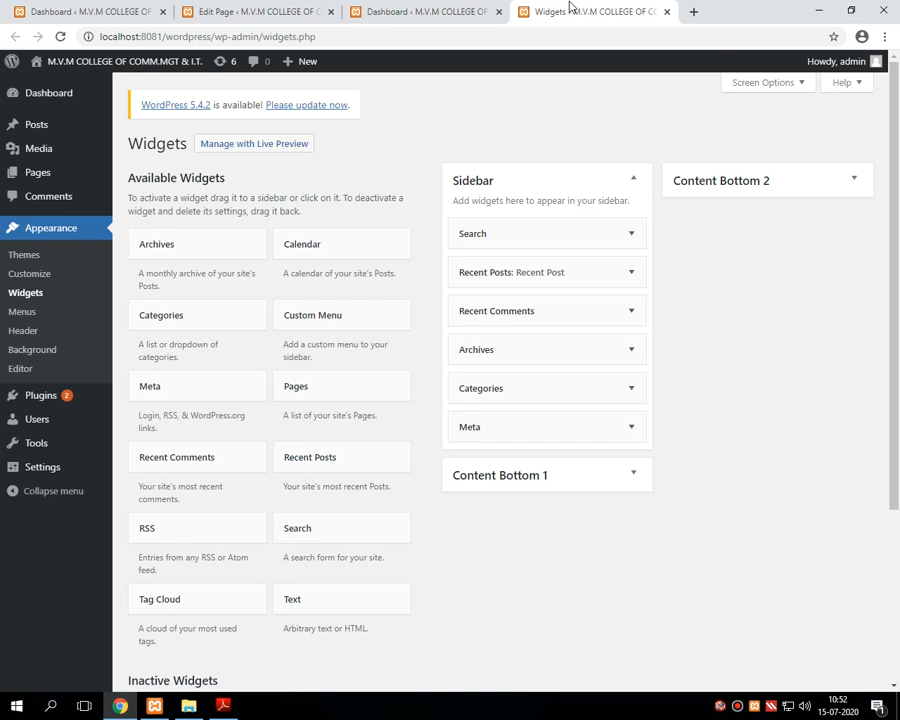 Dashboard ‹ M.V.M COLLEGE OF
Edit Page ‹ M.V.M COLLEGE OF C
Dashboard ‹ M.V.M COLLEGE OF
Widgets M.V.M COLLEGE OF CO
localhost:8081/wordpress/wp-admin/widgets.php
M.V.M COLLEGE OF COMM.MGT & I.T.
6
0
New
Howdy, admin
Dashboard
Posts
Media
Pages
Comments
Appearance
Themes
Customize
Widgets
Menus
Header
Background
Editor
Plugins 2
Users
Tools
Settings
Collapse menu
Screen Options
Help
WordPress 5.4.2 is available! Please update now.
Widgets
Manage with Live Preview
Available Widgets
To activate a widget drag it to a sidebar or click on it. To deactivate a
widget and delete its settings, drag it back.
Archives
A monthly archive of your site's
Posts.
Calendar
A calendar of your site's Posts.
Categories
A list or dropdown of
categories.
Custom Menu
Add a custom menu to your
sidebar.
Meta
Login, RSS, & WordPress.org
links.
Pages
A list of your site's Pages.
Recent Comments
Your site's most recent
comments.
Recent Posts
Your site's most recent Posts.
RSS
Entries from any RSS or Atom
feed.
Search
A search form for your site.
Tag Cloud
A cloud of your most used
tags.
Text
Arbitrary text or HTML.
Inactive Widgets
Sidebar
Add widgets here to appear in your sidebar.
Search
Recent Posts: Recent Post
Recent Comments
Archives
Categories
Meta
Content Bottom 1
Content Bottom 2
10:52
15-07-2020
1